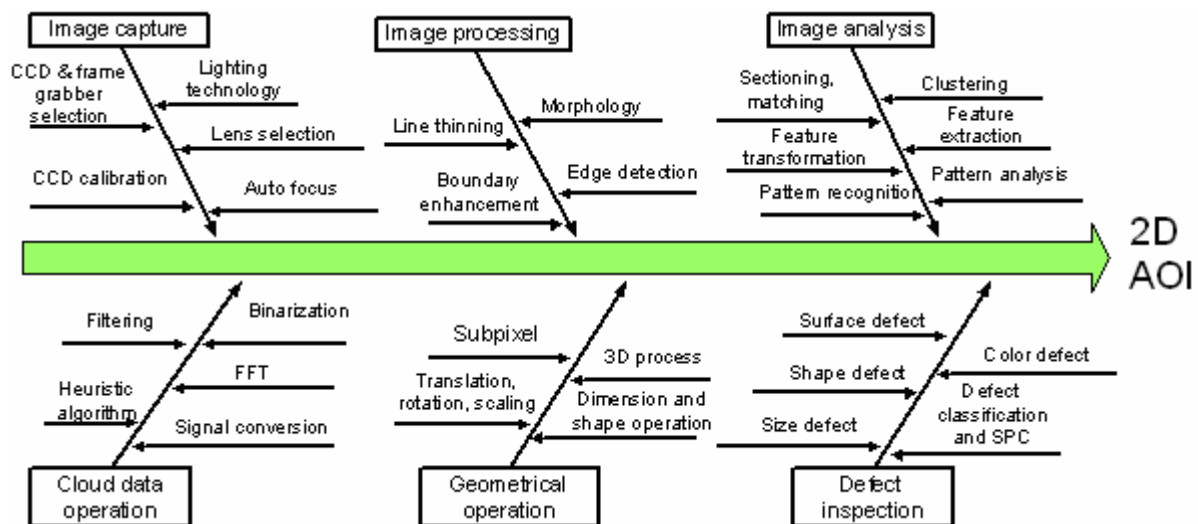 Image capture
CCD & frame
grabber
selection
Lighting
technology
Lens selection
CCD calibration
Auto focus
Image processing
Morphology
Line thinning
Edge detection
Boundary
enhancement
Image analysis
Sectioning,
matching
Clustering
Feature
extraction
Feature
transformation
Pattern analysis
Pattern recognition
2D
AOI
Filtering
Binarization
FFT
Heuristic
algorithm
Signal conversion
Cloud data
operation
Subpixel
3D process
Translation,
rotation, scaling
Dimension and
shape operation
Geometrical
operation
Surface defect
Color defect
Shape defect
Defect
classification
and SPC
Size defect
Defect
inspection